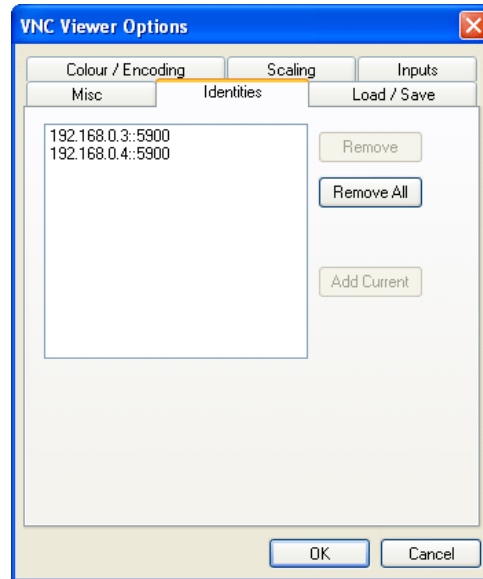 VNC Viewer Options
Colour / Encoding Scaling Inputs
Misc Identities Load / Save
192.168.0.3::5900
192.168.0.4::5900
Remove
Remove All
Add Current
OK Cancel